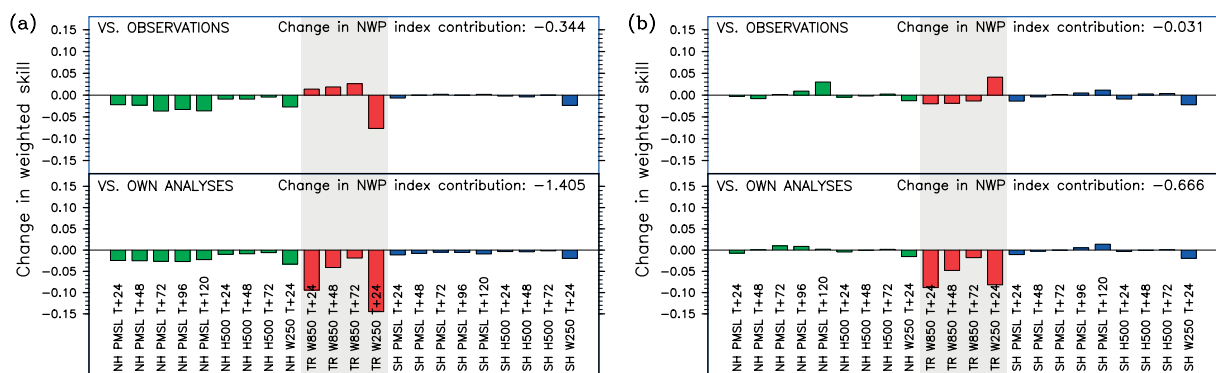 (a)
Change in weighted skill
VS. OBSERVATIONS
Change in NWP index contribution: −0.344
0.15
0.10
0.05
0.00
−0.05
−0.10
−0.15
VS. OWN ANALYSES
Change in NWP index contribution: −1.405
0.15
0.10
0.05
0.00
−0.05
−0.10
−0.15
NH PMSL T+24
NH PMSL T+48
NH PMSL T+72
NH PMSL T+96
NH PMSL T+120
NH H500 T+24
NH H500 T+48
NH H500 T+72
NH W250 T+24
TR W850 T+24
TR W850 T+48
TR W850 T+72
TR W250 T+24
SH PMSL T+24
SH PMSL T+48
SH PMSL T+72
SH PMSL T+96
SH PMSL T+120
SH H500 T+24
SH H500 T+48
SH H500 T+72
SH W250 T+24
(b)
Change in weighted skill
VS. OBSERVATIONS
Change in NWP index contribution: −0.031
0.15
0.10
0.05
0.00
−0.05
−0.10
−0.15
VS. OWN ANALYSES
Change in NWP index contribution: −0.666
0.15
0.10
0.05
0.00
−0.05
−0.10
−0.15
NH PMSL T+24
NH PMSL T+48
NH PMSL T+72
NH PMSL T+96
NH PMSL T+120
NH H500 T+24
NH H500 T+48
NH H500 T+72
NH W250 T+24
TR W850 T+24
TR W850 T+48
TR W850 T+72
TR W250 T+24
SH PMSL T+24
SH PMSL T+48
SH PMSL T+72
SH PMSL T+96
SH PMSL T+120
SH H500 T+24
SH H500 T+48
SH H500 T+72
SH W250 T+24